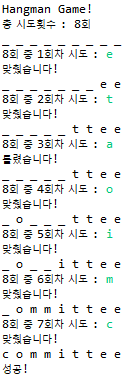 Hangman Game!
총 시도횟수 : 8회
_ _ _ _ _ _ _ _ _
8회 중 1회차 시도 : e
맞췄습니다!
_ _ _ _ _ _ _ e e
8회 중 2회차 시도 : t
맞췄습니다!
_ _ _ _ _ t t e e
8회 중 3회차 시도 : a
틀렸습니다!
_ _ _ _ _ t t e e
8회 중 4회차 시도 : o
맞췄습니다!
_ o _ _ _ t t e e
8회 중 5회차 시도 : i
맞췄습니다!
_ o _ _ i t t e e
8회 중 6회차 시도 : m
맞췄습니다!
_ o m m i t t e e
8회 중 7회차 시도 : c
맞췄습니다!
c o m m i t t e e
성공!